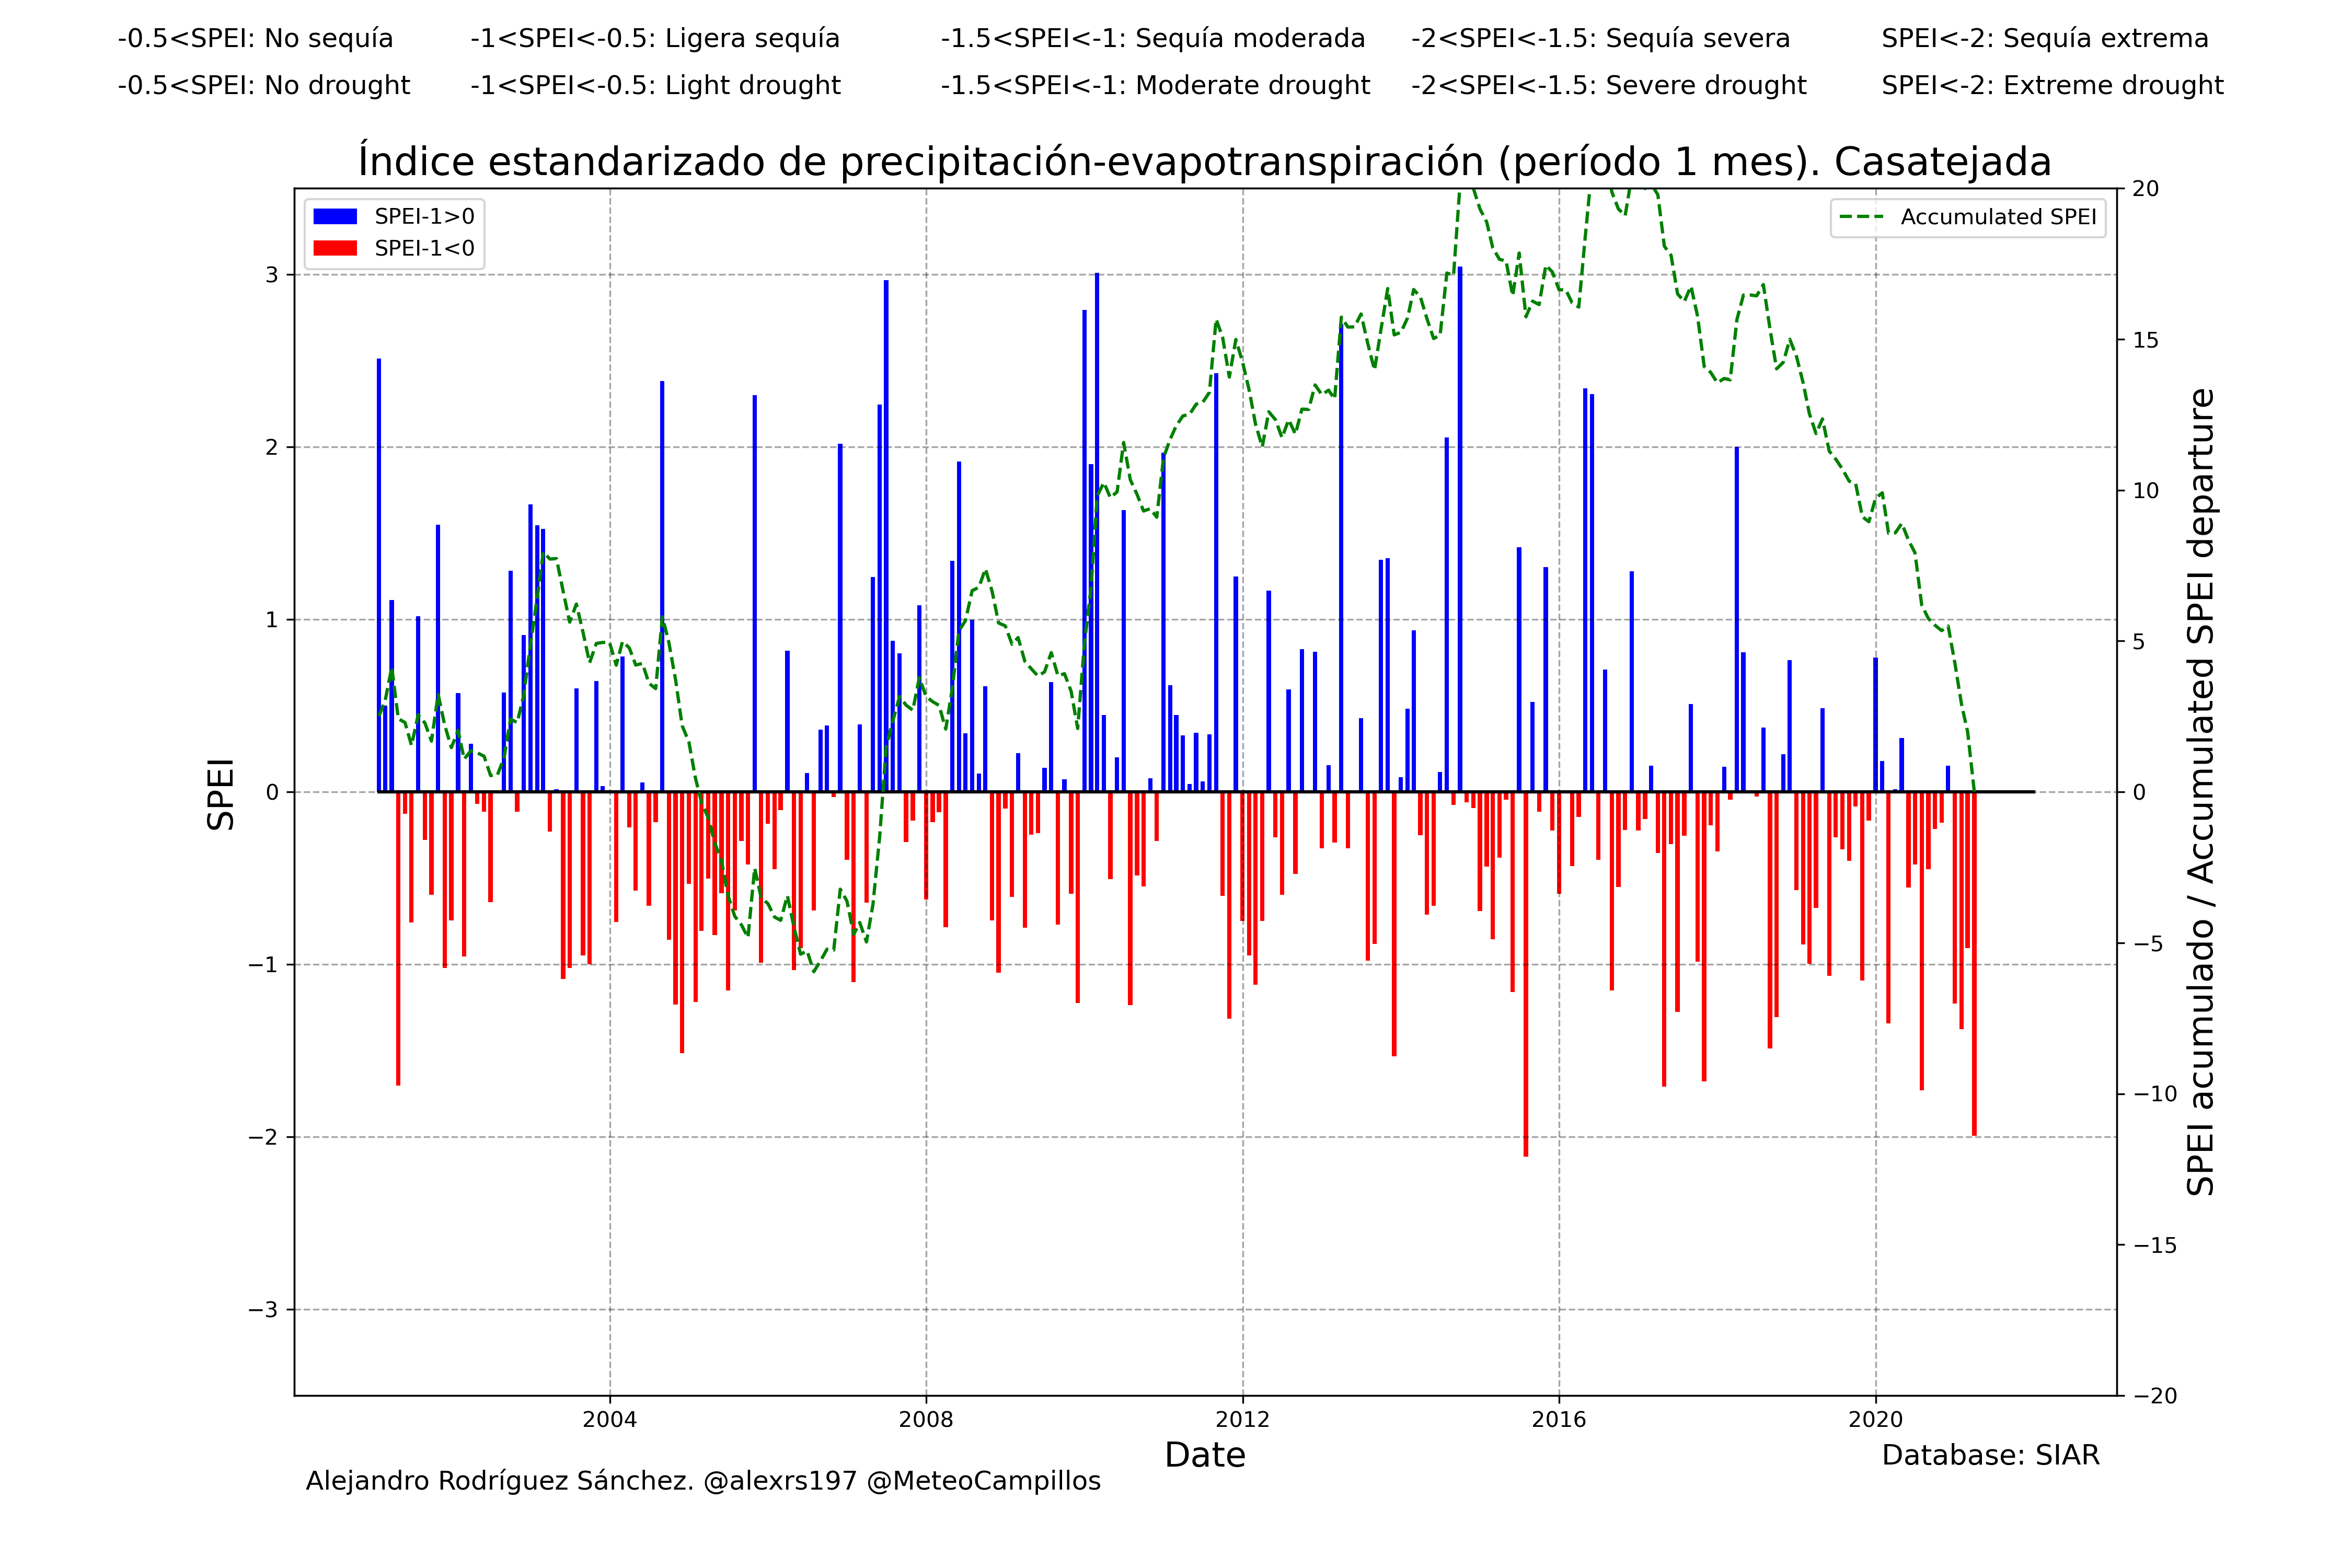 -0.5<SPEI: No sequía -1<SPEI<-0.5: Ligera sequía -1.5<SPEI<-1: Sequía moderada -2<SPEI<-1.5: Sequía severa SPEI<-2: Sequía extrema
-0.5<SPEI: No drought -1<SPEI<-0.5: Light drought -1.5<SPEI<-1: Moderate drought -2<SPEI<-1.5: Severe drought SPEI<-2: Extreme drought
Índice estandarizado de precipitación-evapotranspiración (período 1 mes). Casatejada
SPEI-1>0
SPEI-1<0
Accumulated SPEI
SPEI
3
2
1
0
−1
−2
−3
20
15
10
5
0
−5
−10
−15
−20
SPEI acumulado / Accumulated SPEI departure
2004 2008 2012 2016 2020
Date
Database: SIAR
Alejandro Rodríguez Sánchez. @alexrs197 @MeteoCampillos